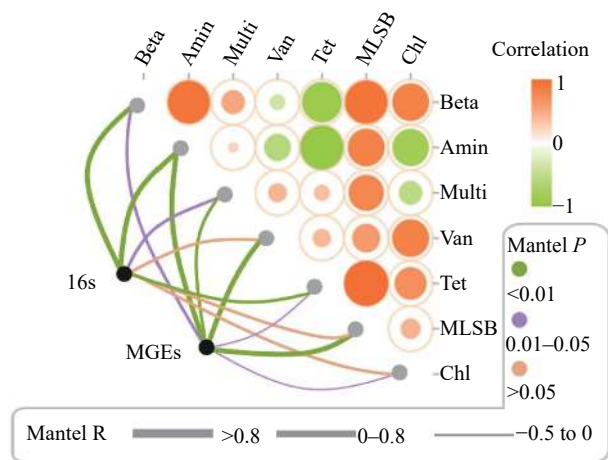 Beta Amin Multi Van Tet MLSB Chl
Correlation
1
0
−1
Beta
Amin
Multi
Van
Tet
MLSB
Chl
16s
MGEs
Mantel P
<0.01
0.01–0.05
>0.05
Mantel R >0.8 0–0.8 −0.5 to 0